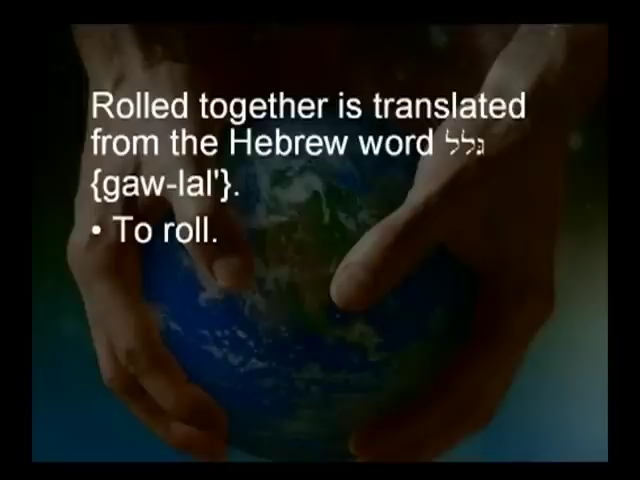 Rolled together is translated
from the Hebrew word גלל
{gaw-lal'}.
• To roll.